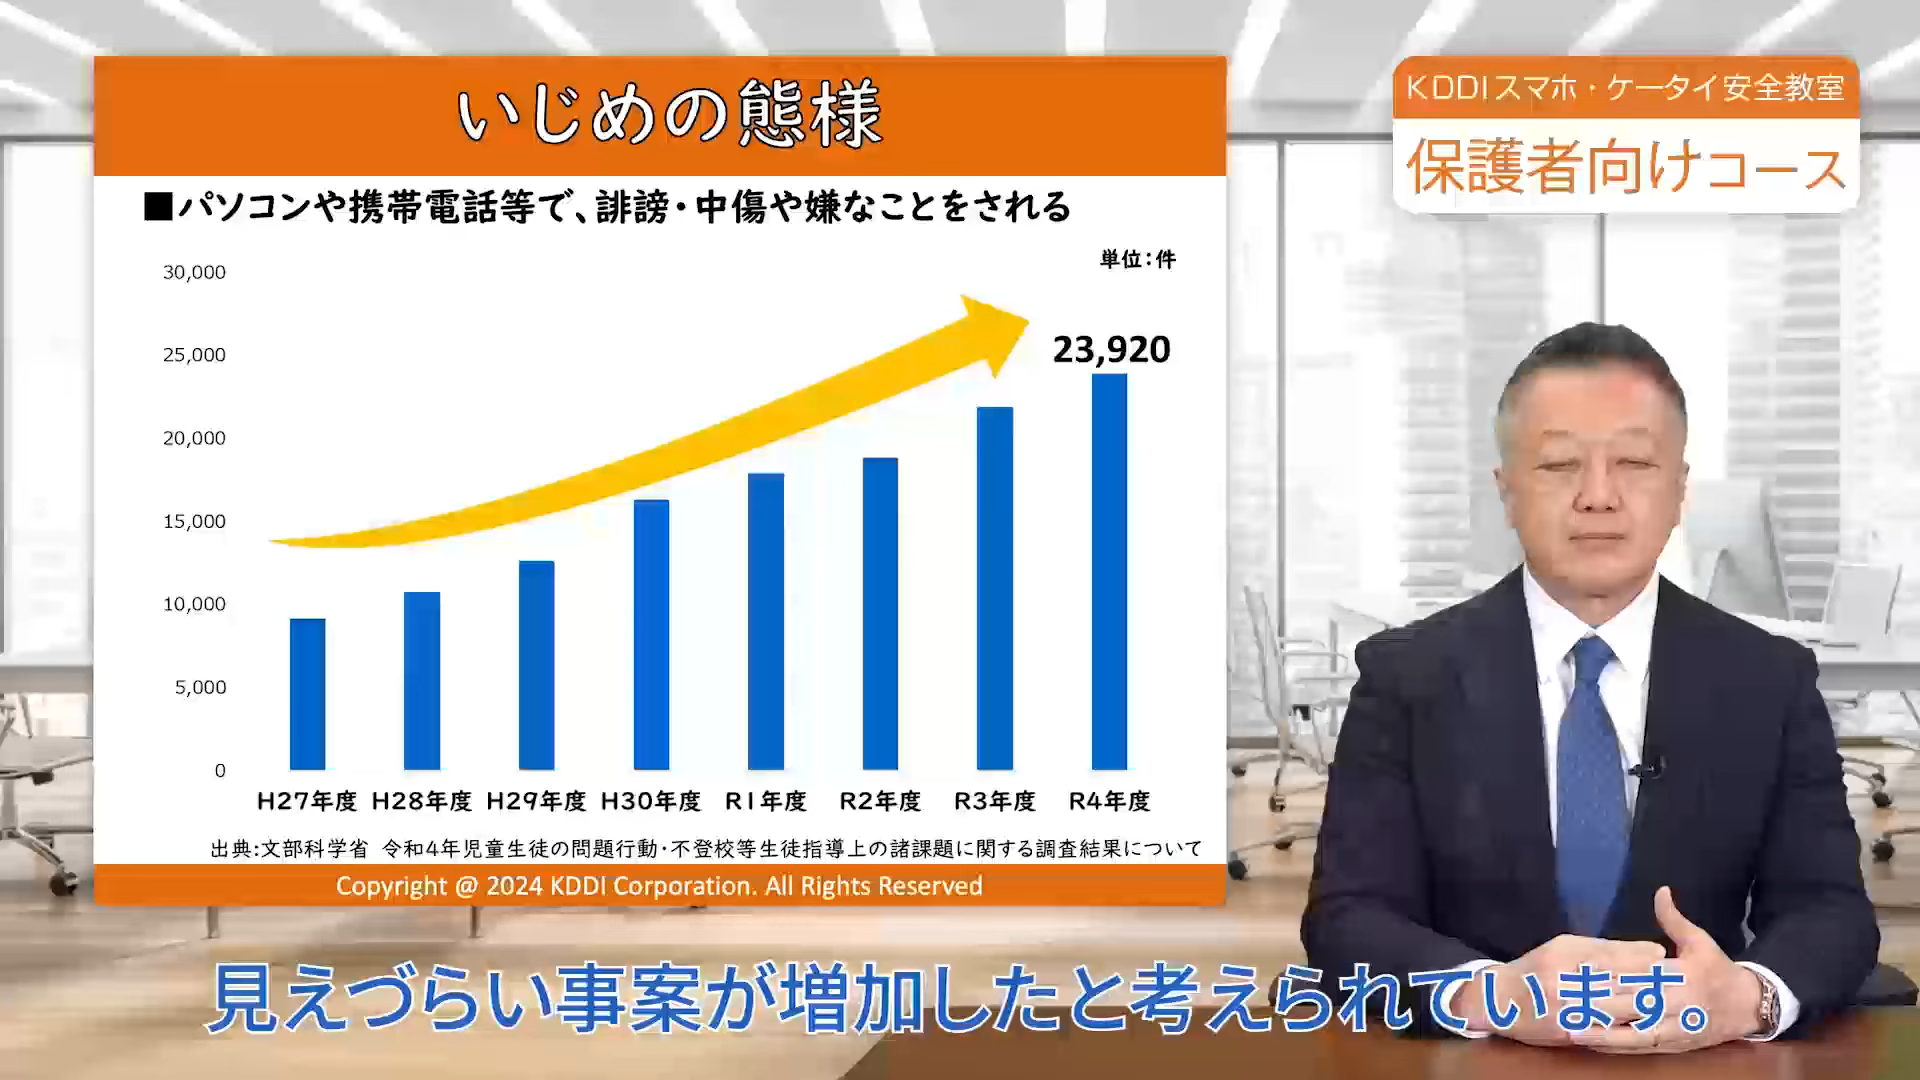 いじめの態様
KDDIスマホ・ケータイ安全教室
保護者向けコース
■パソコンや携帯電話等で、誹謗・中傷や嫌なことをされる
単位：件
30,000
25,000
20,000
15,000
10,000
5,000
0
23,920
H27年度 H28年度 H29年度 H30年度 R1年度 R2年度 R3年度 R4年度
出典:文部科学省 令和4年児童生徒の問題行動・不登校等生徒指導上の諸課題に関する調査結果について
Copyright @ 2024 KDDI Corporation. All Rights Reserved
見えづらい事案が増加したと考えられています。